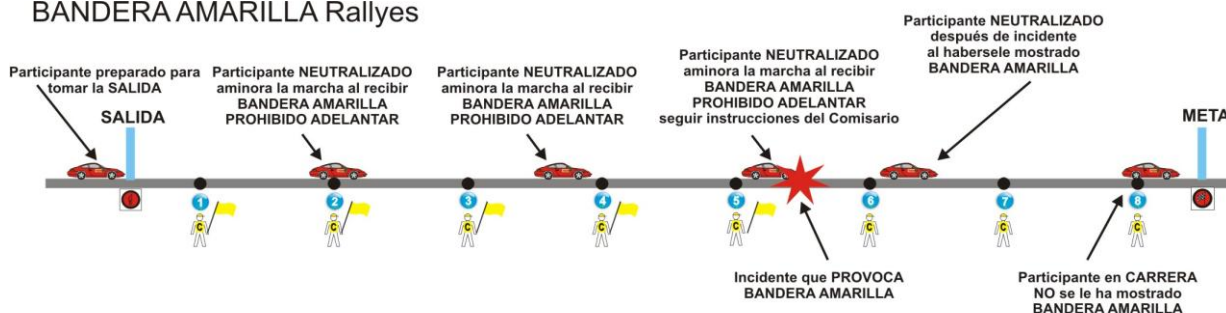 BANDERA AMARILLA Rallyes
Participante preparado para
tomar la SALIDA
SALIDA
Participante NEUTRALIZADO
aminora la marcha al recibir
BANDERA AMARILLA
PROHIBIDO ADELANTAR
Participante NEUTRALIZADO
aminora la marcha al recibir
BANDERA AMARILLA
PROHIBIDO ADELANTAR
Participante NEUTRALIZADO
aminora la marcha al recibir
BANDERA AMARILLA
PROHIBIDO ADELANTAR
seguir instrucciones del Comisario
Participante NEUTRALIZADO
después de incidente
al habersele mostrado
BANDERA AMARILLA
META
1
2
3
4
5
6
7
8
C
C
C
C
C
C
C
C
Incidente que PROVOCA
BANDERA AMARILLA
Participante en CARRERA
NO se le ha mostrado
BANDERA AMARILLA